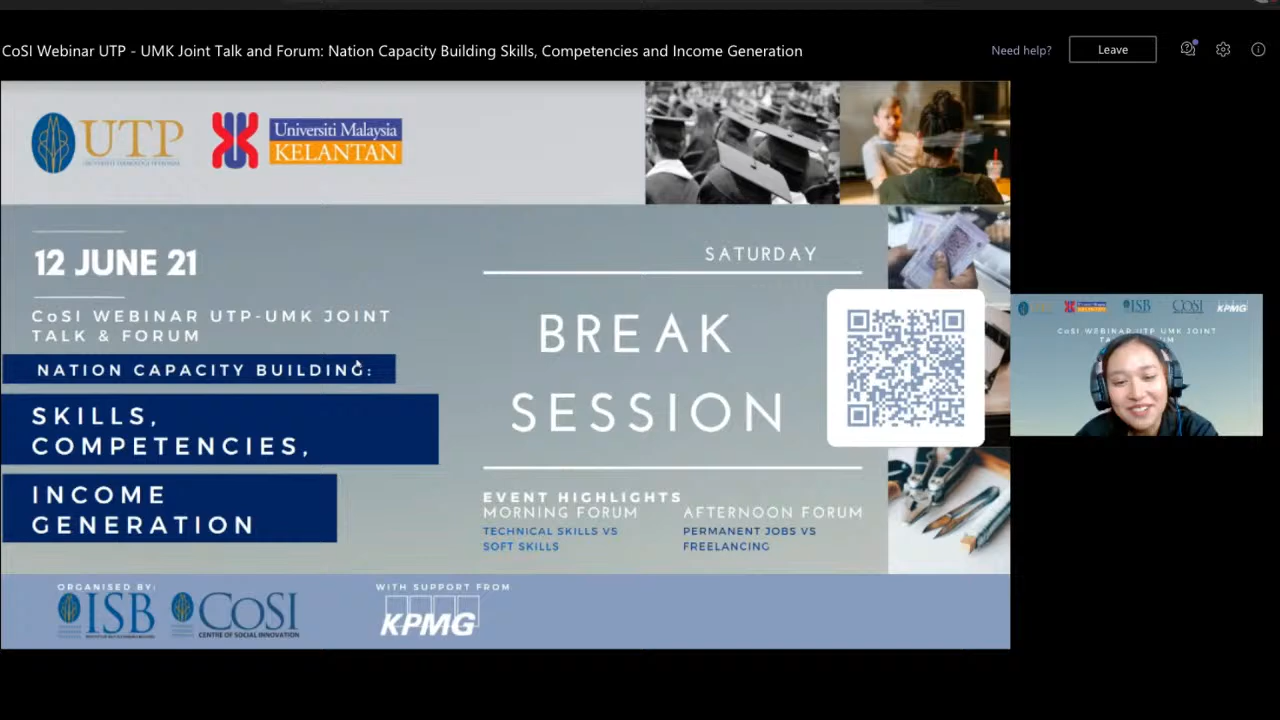 CoSI Webinar UTP - UMK Joint Talk and Forum: Nation Capacity Building Skills, Competencies and Income Generation
Need help?
Leave
UTP
Universiti Malaysia
KELANTAN
12 JUNE 21
CoSI WEBINAR UTP-UMK JOINT
TALK & FORUM
NATION CAPACITY BUILDING:
SKILLS,
COMPETENCIES,
INCOME
GENERATION
SATURDAY
BREAK
SESSION
EVENT HIGHLIGHTS
MORNING FORUM
TECHNICAL SKILLS VS
SOFT SKILLS
AFTERNOON FORUM
PERMANENT JOBS VS
FREELANCING
ORGANISED BY:
ISB
CoSI
CENTRE OF SOCIAL INNOVATION
WITH SUPPORT FROM
KPMG
ISB
CoSI
KPMG
CoSI WEBINAR UTP UMK JOINT